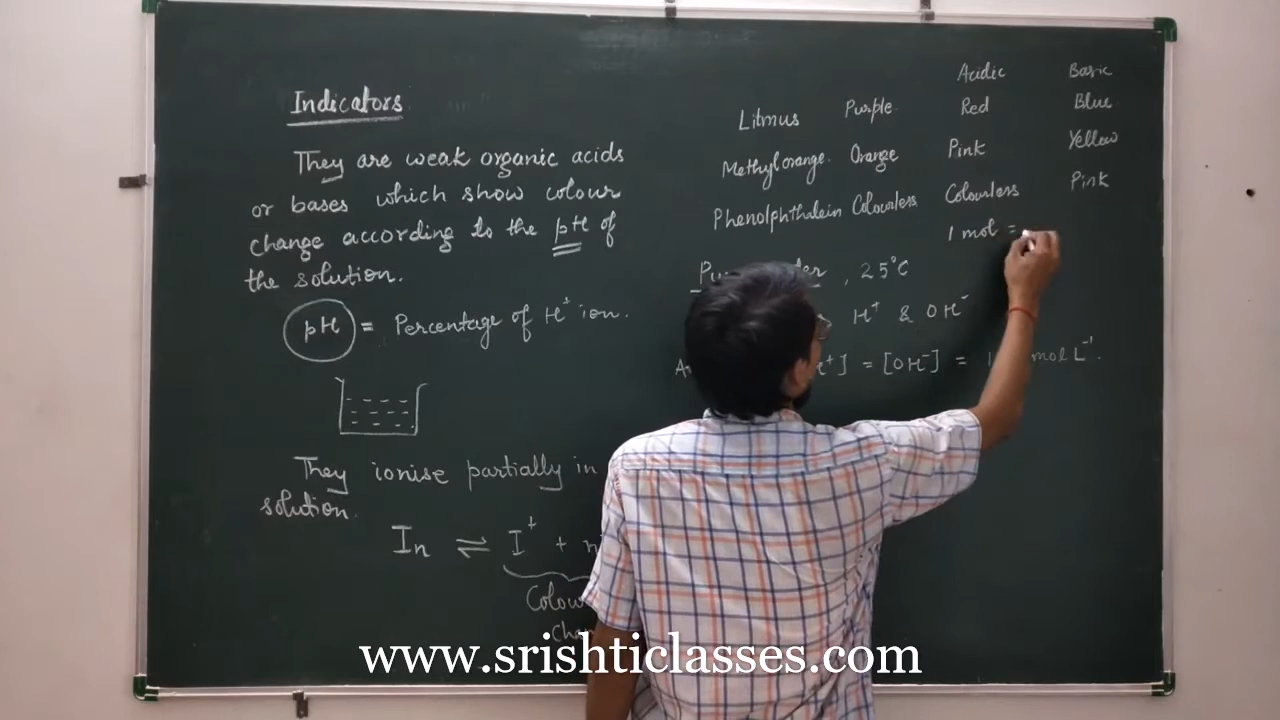 Indicators
They are weak organic acids
or bases which show colour
change according to the pH of
the solution.
pH = Percentage of H⁺ ion.
They ionise partially in
solution.
In ⇌ I⁺ + n
Acidic Basic
Litmus Purple Red Blue
Methyl orange. Orange Pink Yellow
Phenolphthalein Colourless Colourless Pink
1 mol =
, 25°C
H⁺ & OH⁻
⁺] = [OH⁻] = 1 mol L⁻¹.
www.srishticlasses.com